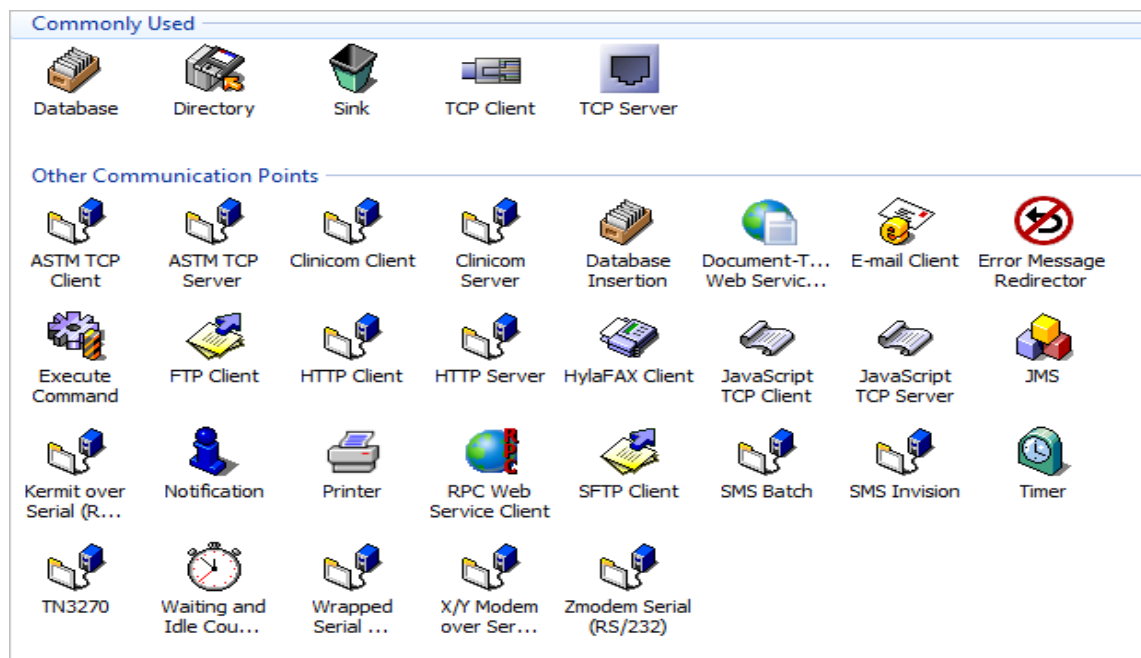 Commonly Used
Database Directory Sink TCP Client TCP Server
Other Communication Points
ASTM TCP ASTM TCP Clinicom Client Clinicom Database Document-T... E-mail Client Error Message
Client Server Server Insertion Web Servic... Redirector
Execute FTP Client HTTP Client HTTP Server HylaFAX Client JavaScript JavaScript JMS
Command TCP Client TCP Server
Kermit over Notification Printer RPC Web SFTP Client SMS Batch SMS Invision Timer
Serial (R... Service Client
TN3270 Waiting and Wrapped X/Y Modem Zmodem Serial
Idle Cou... Serial ... over Ser... (RS/232)
RPC